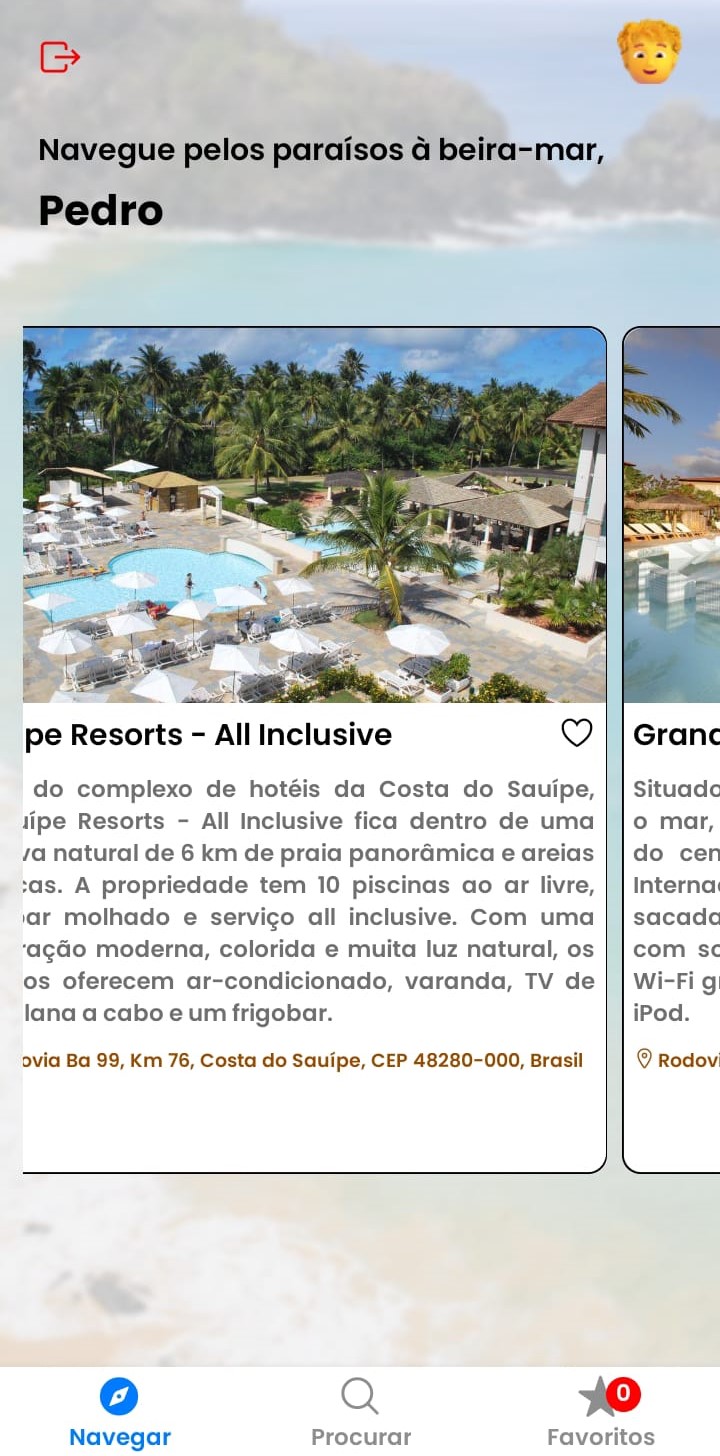 Navegue pelos paraísos à beira-mar,
Pedro
pe Resorts - All Inclusive
do complexo de hotéis da Costa do Sauípe,
uípe Resorts - All Inclusive fica dentro de uma
va natural de 6 km de praia panorâmica e areias
cas. A propriedade tem 10 piscinas ao ar livre,
bar molhado e serviço all inclusive. Com uma
ração moderna, colorida e muita luz natural, os
os oferecem ar-condicionado, varanda, TV de
lana a cabo e um frigobar.
ovia Ba 99, Km 76, Costa do Sauípe, CEP 48280-000, Brasil
Grand
Situado
o mar,
do cen
Interna
sacada
com so
Wi-Fi gr
iPod.
Rodovi
Navegar
Procurar
0
Favoritos